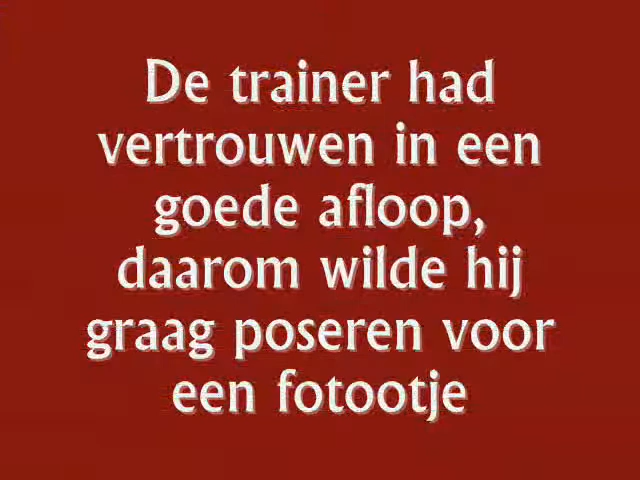 De trainer had
vertrouwen in een
goede afloop,
daarom wilde hij
graag poseren voor
een fotootje